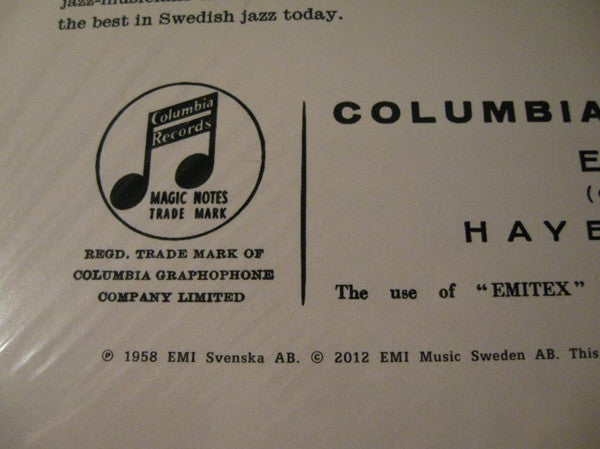 the best in Swedish jazz today.
Columbia
Records
MAGIC NOTES
TRADE MARK
REGD. TRADE MARK OF
COLUMBIA GRAPHOPHONE
COMPANY LIMITED
COLUMBIA
E
(
HAYE
The use of "EMITEX"
℗ 1958 EMI Svenska AB. © 2012 EMI Music Sweden AB. This